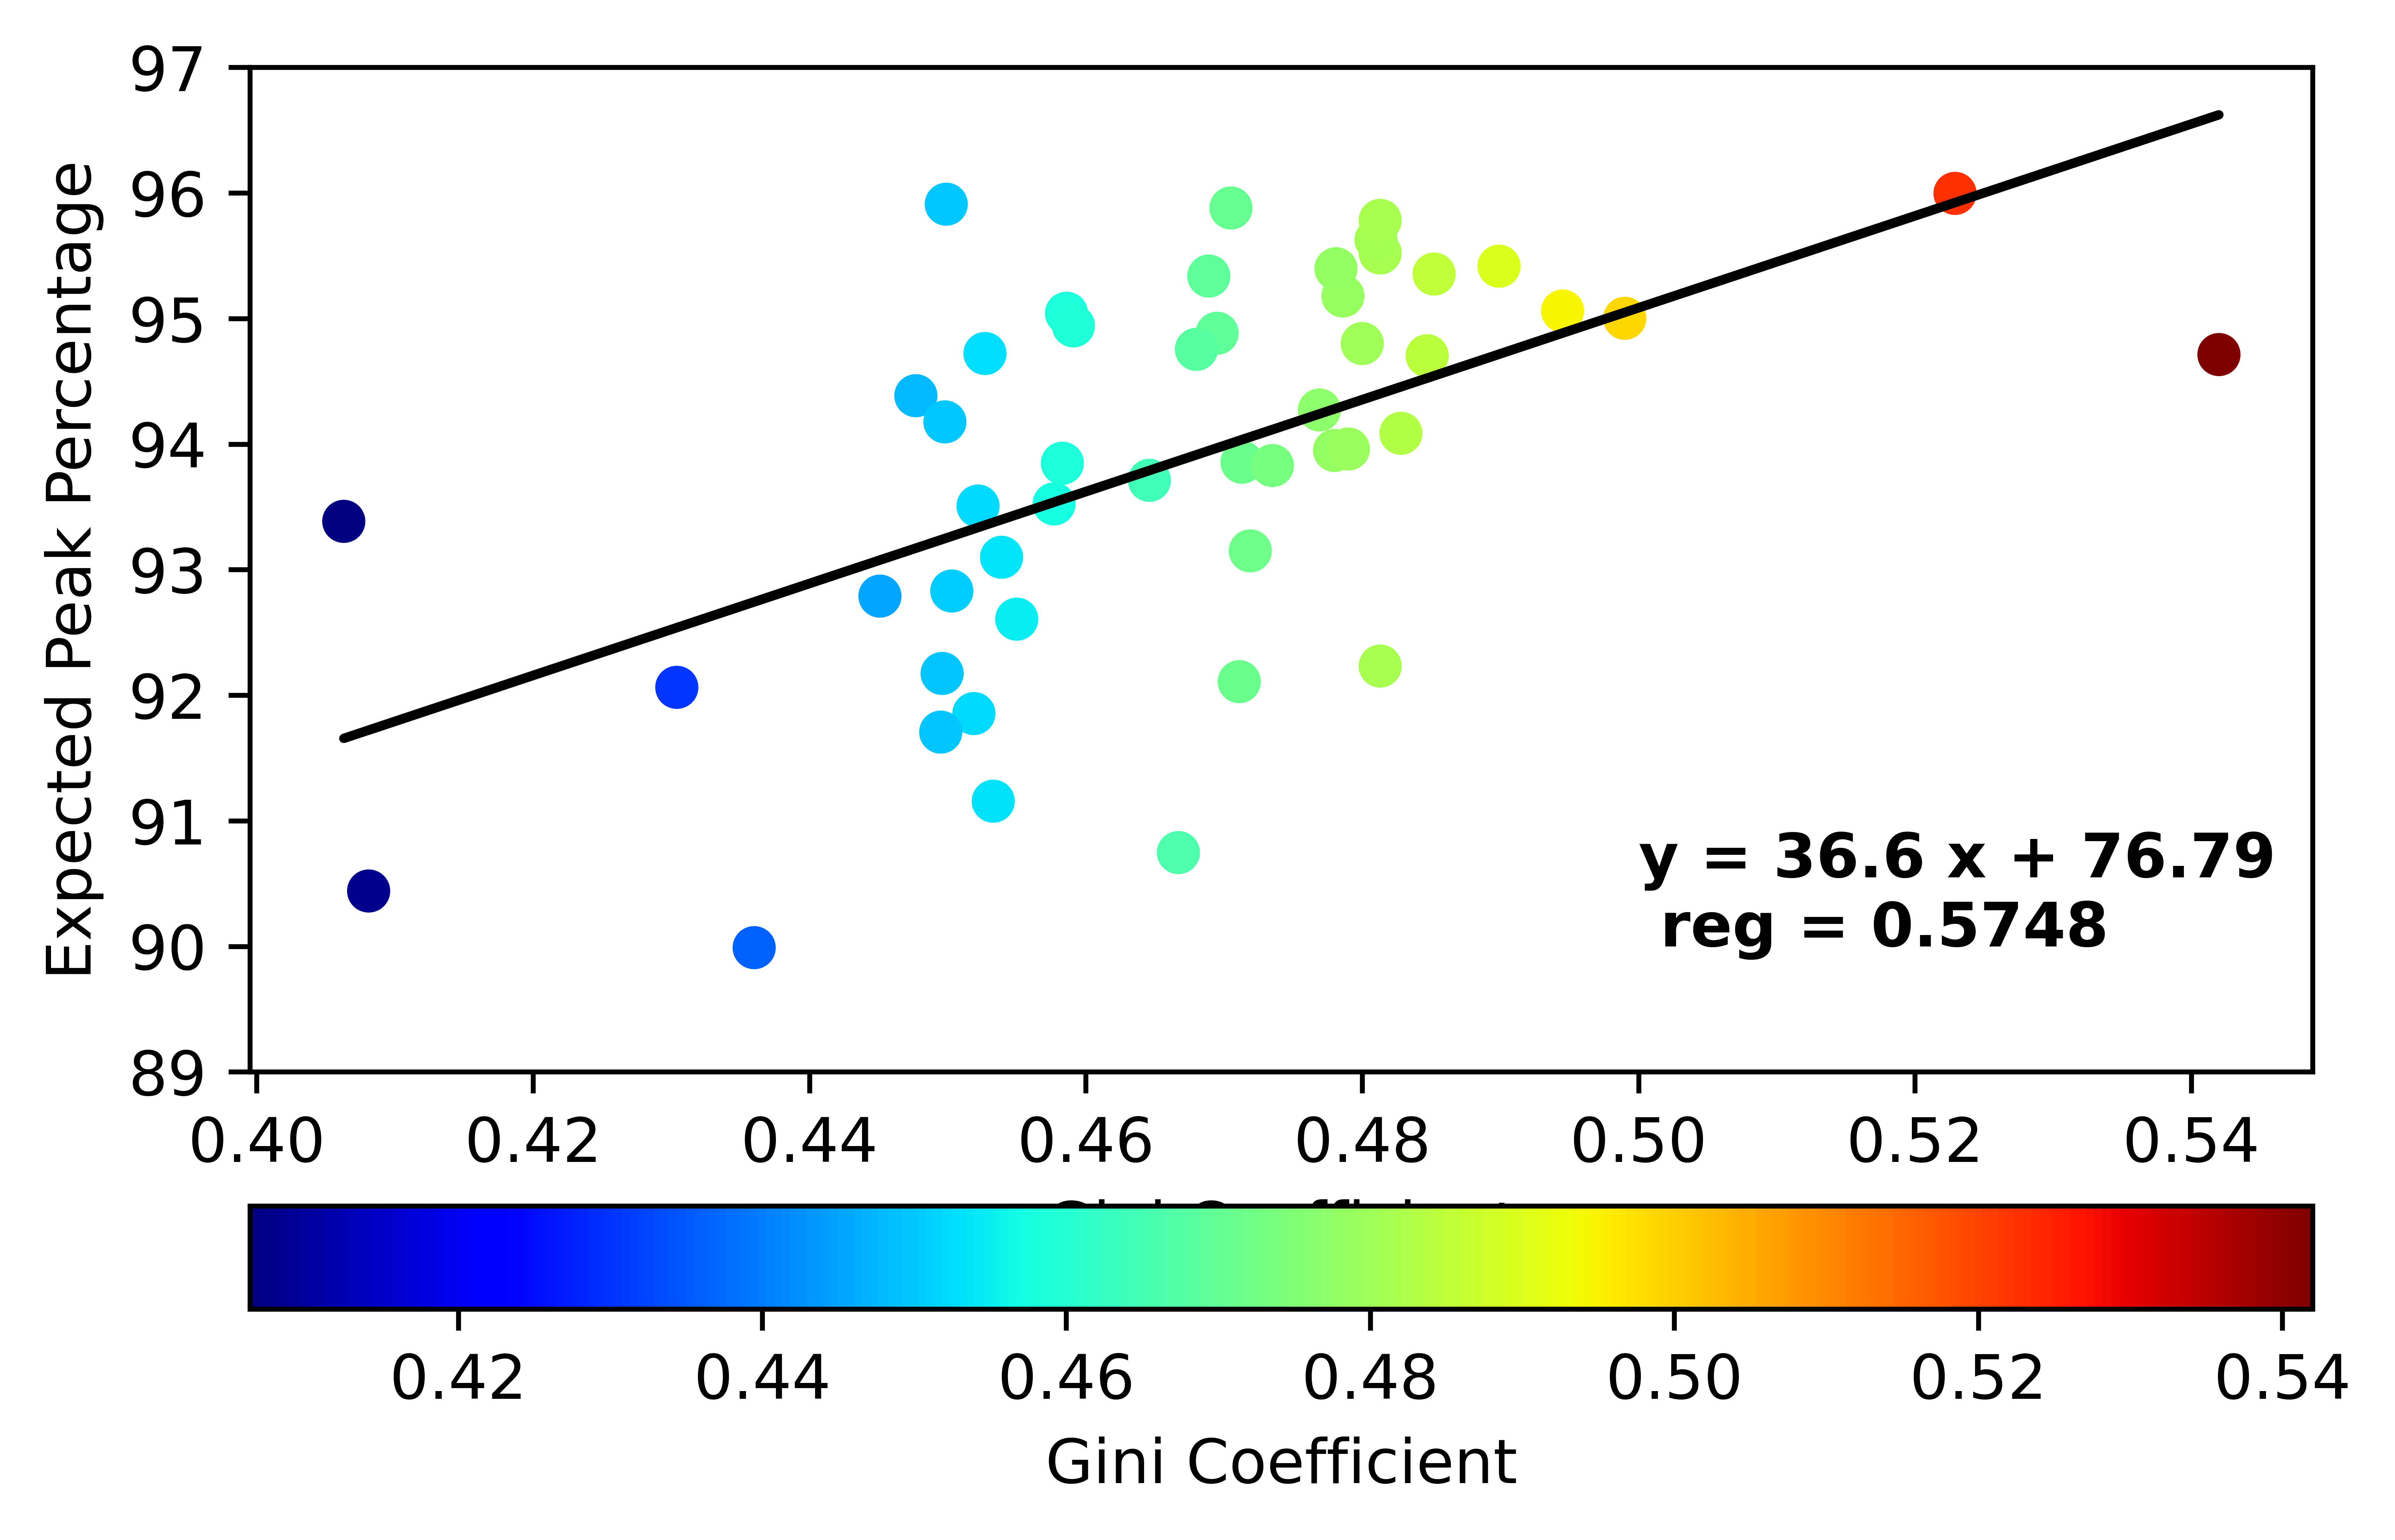 Expected Peak Percentage
97
96
95
94
93
92
91
90
89
y = 36.6 x + 76.79
reg = 0.5748
0.40 0.42 0.44 0.46 0.48 0.50 0.52 0.54
0.42 0.44 0.46 0.48 0.50 0.52 0.54
Gini Coefficient